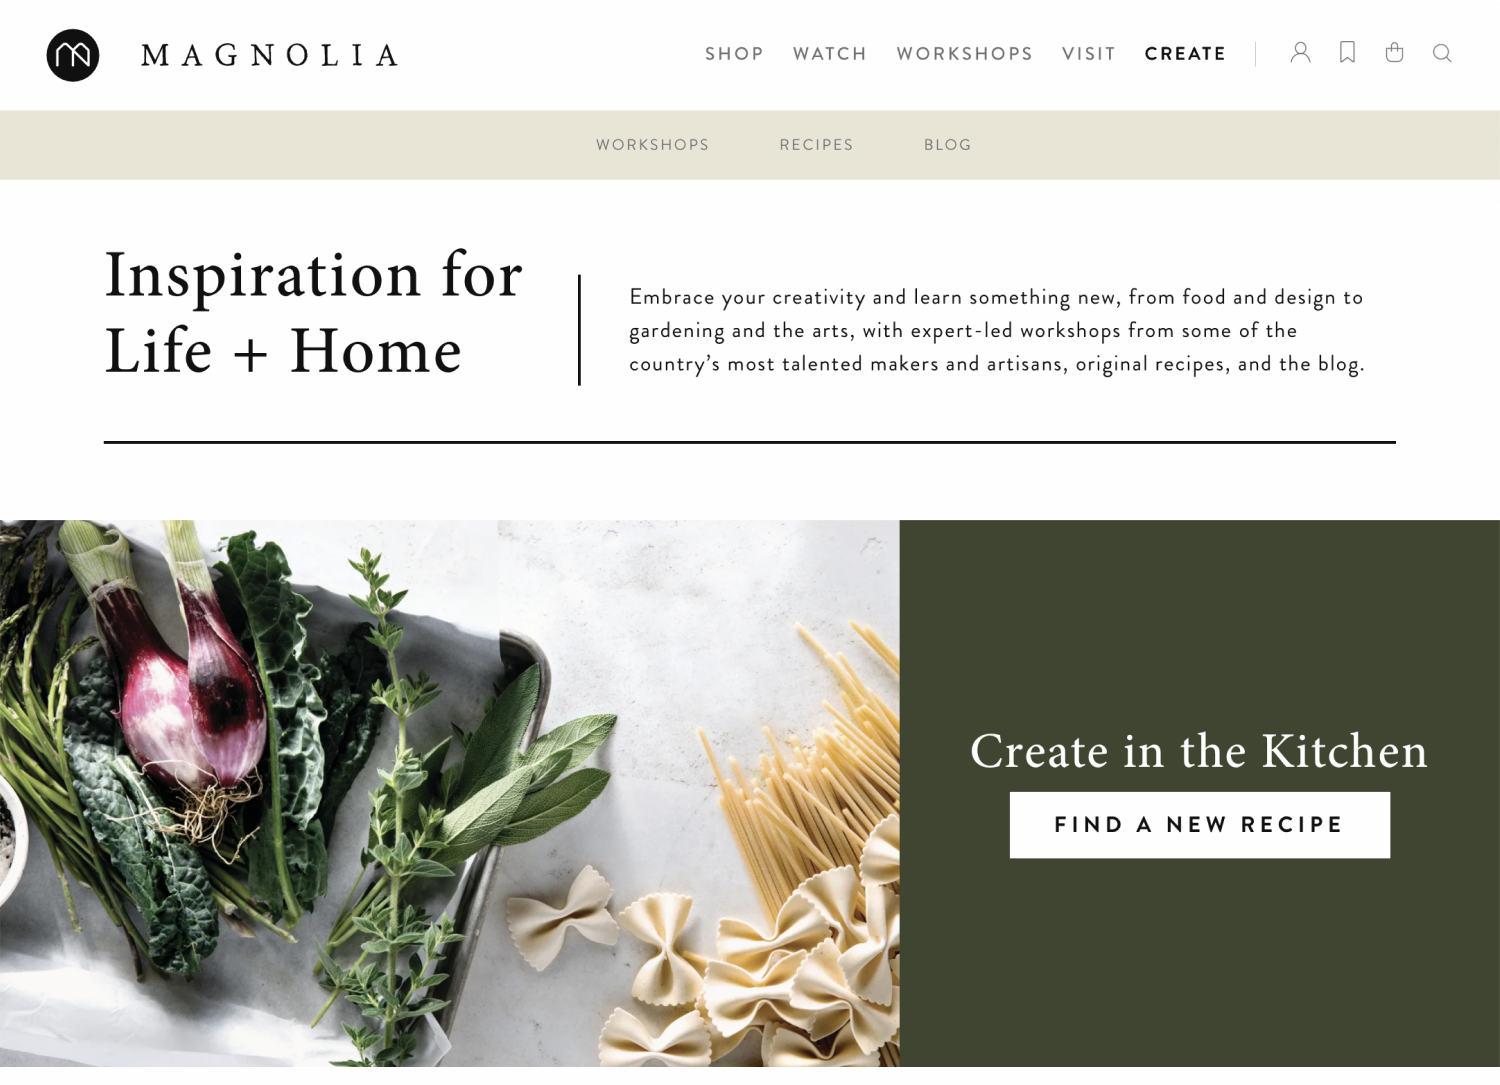 MAGNOLIA
SHOP WATCH WORKSHOPS VISIT CREATE
WORKSHOPS RECIPES BLOG
Inspiration for
Life + Home
Embrace your creativity and learn something new, from food and design to
gardening and the arts, with expert-led workshops from some of the
country’s most talented makers and artisans, original recipes, and the blog.
Create in the Kitchen
FIND A NEW RECIPE